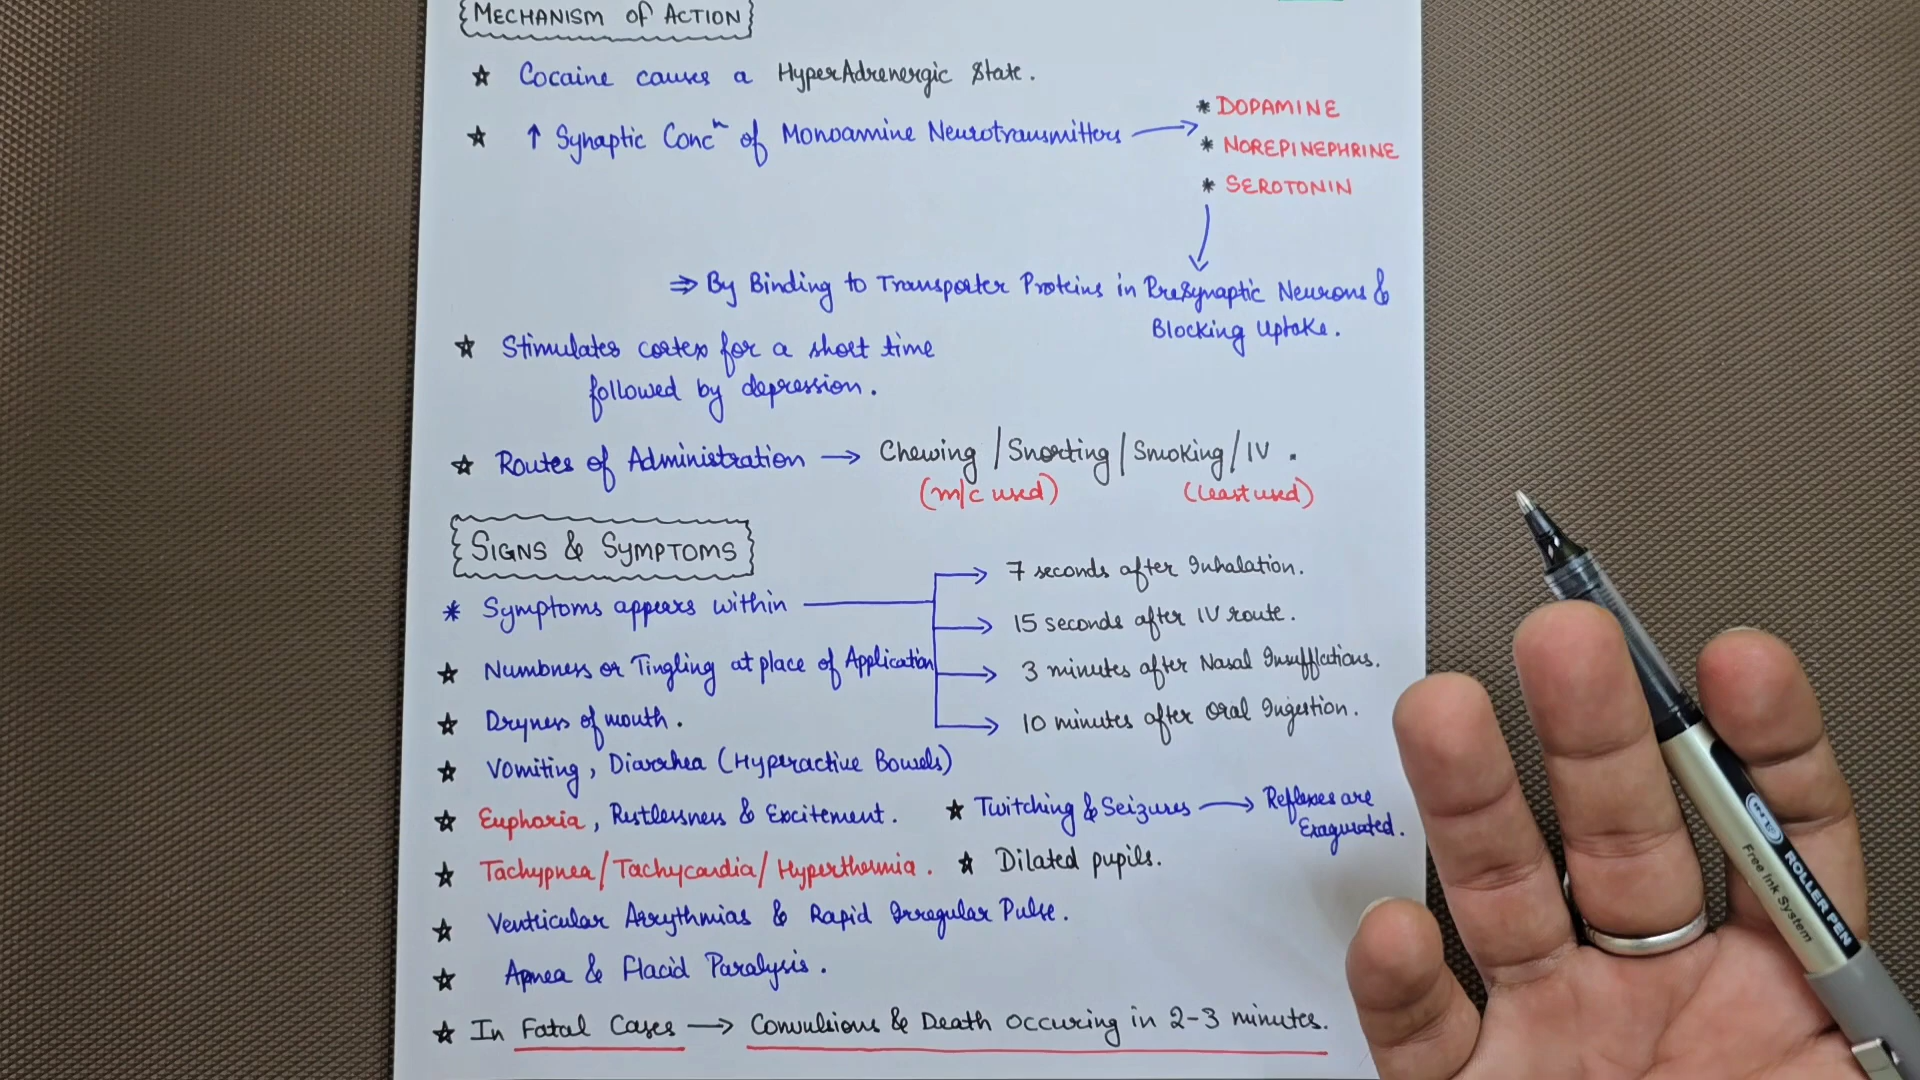 MECHANISM of ACTION
☆ Cocaine causes a HyperAdrenergic State.
☆ ↑ Synaptic Concⁿ of Monoamine Neurotransmitters →
* DOPAMINE
* NOREPINEPHRINE
* SEROTONIN
⇒ By Binding to Transporter Proteins in PreSynaptic Neurons &
Blocking Uptake.
☆ Stimulates cortex for a short time
followed by depression.
☆ Routes of Administration → Chewing / Snorting / Smoking / IV .
(m/c used) (least used)
SIGNS & SYMPTOMS
* Symptoms appears within
7 seconds after Inhalation.
15 seconds after IV route.
3 minutes after Nasal Insufflations.
10 minutes after Oral Ingestion.
☆ Numbness or Tingling at place of Application
☆ Dryness of mouth .
☆ Vomiting, Diarrhea (Hyperactive Bowels)
☆ Euphoria, Restlessness & Excitement .
★ Twitching & Seizures → Reflexes are
Exagurated.
☆ Tachypnea/Tachycardia/Hyperthermia . ☆ Dilated pupils.
☆ Ventricular Arrythmias & Rapid Irregular Pulse.
☆ Apnea & Flacid Paralysis .
☆ In Fatal Cases → Convulsions & Death occuring in 2-3 minutes.
ROLLER PEN
Free Ink System